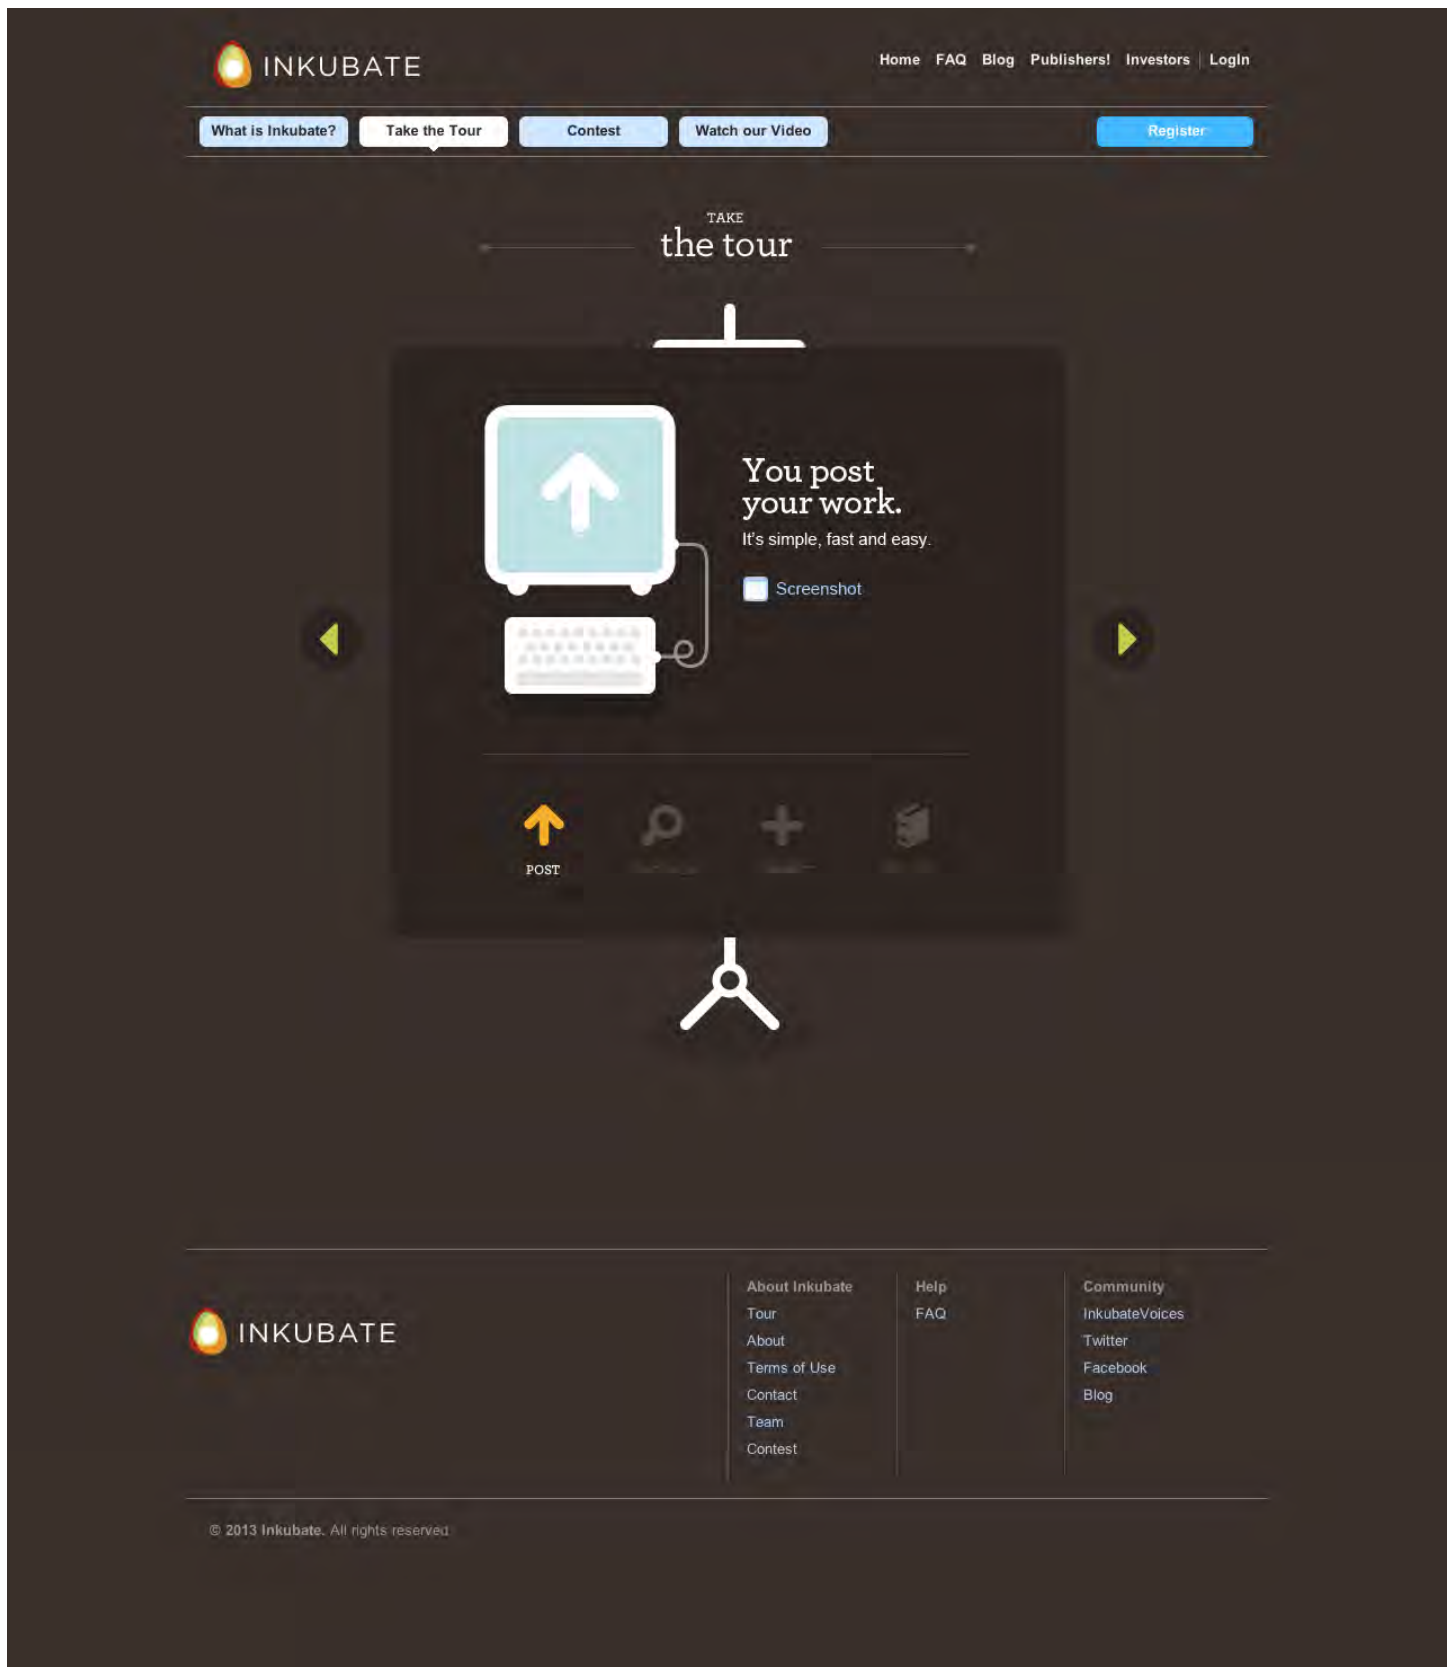 INKUBATE
Home FAQ Blog Publishers! Investors LogIn
What is Inkubate? Take the Tour Contest Watch our Video Register
TAKE
the tour
You post
your work.
It's simple, fast and easy.
Screenshot
POST
INKUBATE
About Inkubate
Tour
About
Terms of Use
Contact
Team
Contest
Help
FAQ
Community
InkubateVoices
Twitter
Facebook
Blog
© 2013 Inkubate. All rights reserved